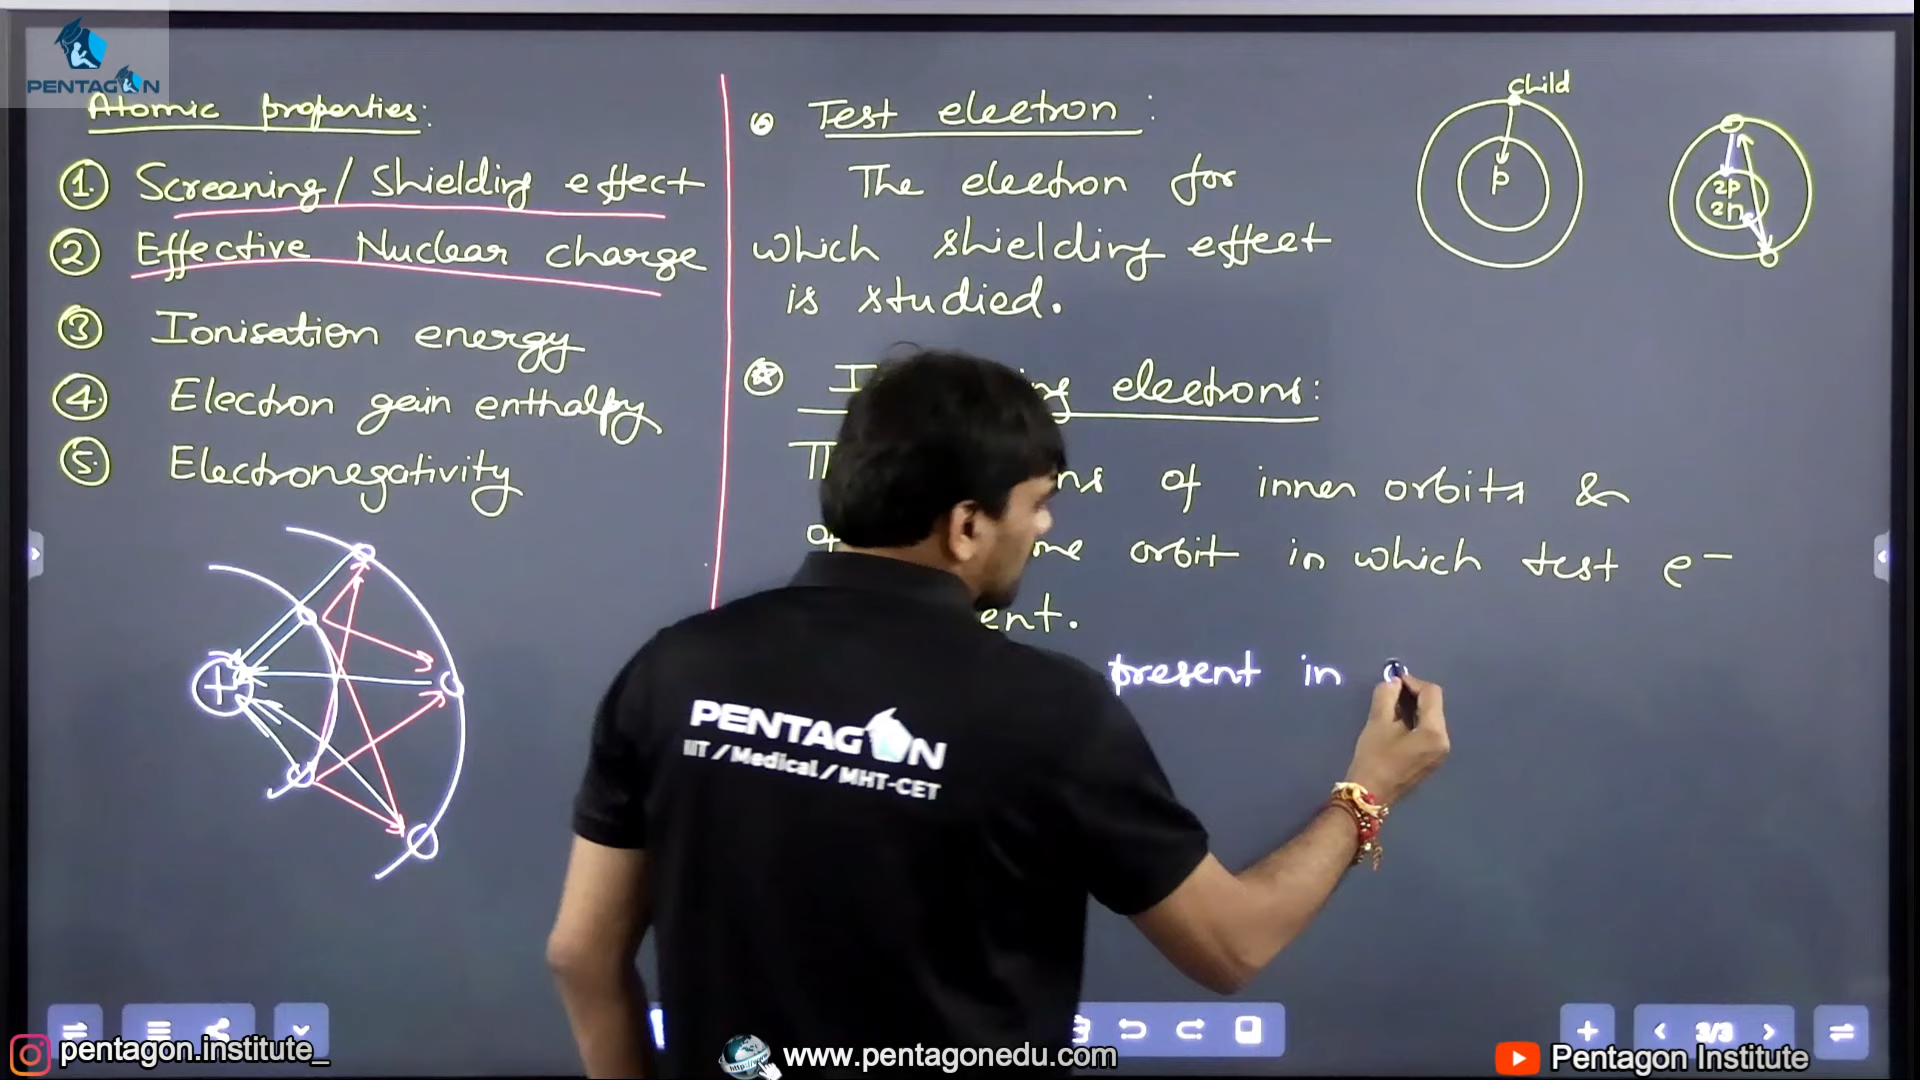 PENTAGON
Atomic properties:
1. Screening/Shielding effect
2 Effective Nuclear charge
3 Ionisation energy
4. Electron gain enthalpy
5. Electronegativity
+
Test electron:
The electron for
which shielding effect
is studied.
electrons:
of inner orbits &
orbit in which test e-
present in
child
P
2p
2n
PENTAGON
IIT/Medical/MHT-CET
3/3
pentagon.institute_
www.pentagonedu.com
Pentagon Institute